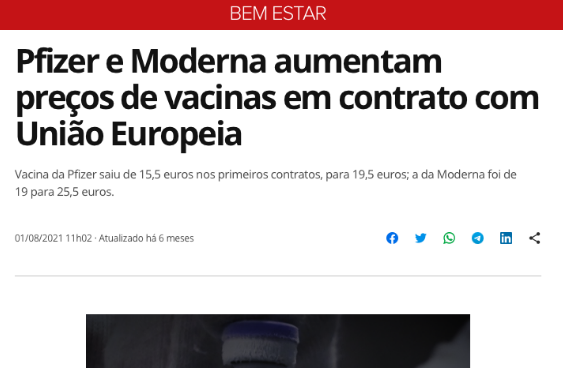 BEM ESTAR
Pfizer e Moderna aumentam
preços de vacinas em contrato com
União Europeia
Vacina da Pfizer saiu de 15,5 euros nos primeiros contratos, para 19,5 euros; a da Moderna foi de
19 para 25,5 euros.
01/08/2021 11h02 · Atualizado há 6 meses